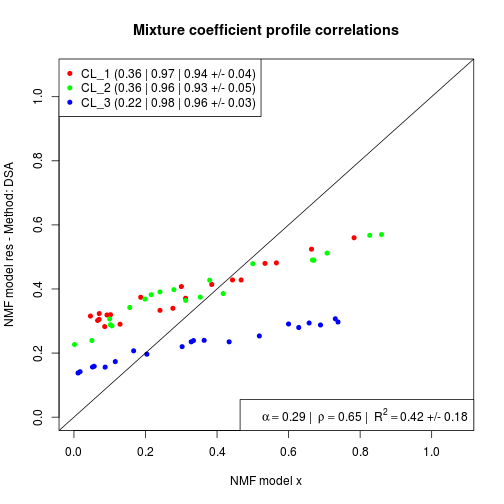 Mixture coefficient profile correlations
CL_1 (0.36 | 0.97 | 0.94 +/- 0.04)
CL_2 (0.36 | 0.96 | 0.93 +/- 0.05)
CL_3 (0.22 | 0.98 | 0.96 +/- 0.03)
NMF model res - Method: DSA
1.0
0.8
0.6
0.4
0.2
0.0
α = 0.29 | ρ = 0.65 | R² = 0.42 +/- 0.18
0.0 0.2 0.4 0.6 0.8 1.0
NMF model x